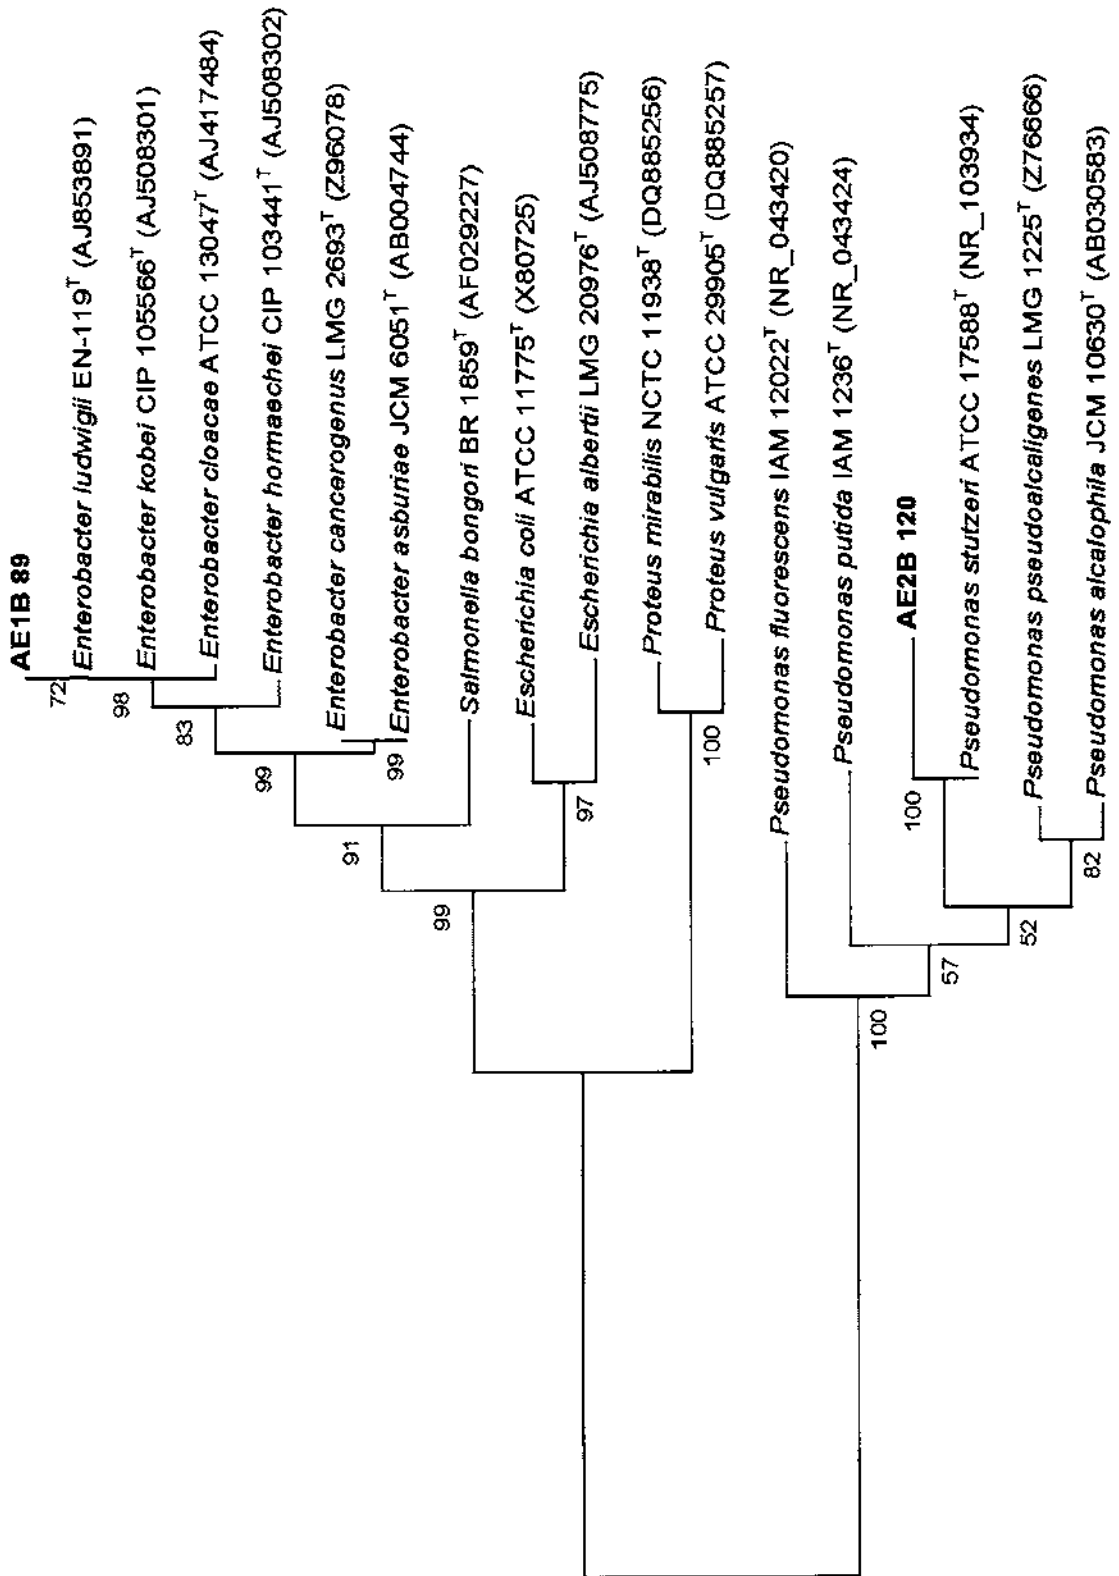 AE1B 89
Enterobacter ludwigii EN-119ᵀ (AJ853891)
Enterobacter kobei CIP 105566ᵀ (AJ508301)
Enterobacter cloacae ATCC 13047ᵀ (AJ417484)
Enterobacter hormaechei CIP 103441ᵀ (AJ508302)
Enterobacter cancerogenus LMG 2693ᵀ (Z96078)
Enterobacter asburiae JCM 6051ᵀ (AB004744)
Salmonella bongori BR 1859ᵀ (AF029227)
Escherichia coli ATCC 11775ᵀ (X80725)
Escherichia albertii LMG 20976ᵀ (AJ508775)
Proteus mirabilis NCTC 11938ᵀ (DQ885256)
Proteus vulgaris ATCC 29905ᵀ (DQ885257)
Pseudomonas fluorescens IAM 12022ᵀ (NR_043420)
Pseudomonas putida IAM 1236ᵀ (NR_043424)
AE2B 120
Pseudomonas stutzeri ATCC 17588ᵀ (NR_103934)
Pseudomonas pseudoalcaligenes LMG 1225ᵀ (Z76666)
Pseudomonas alcalophila JCM 10630ᵀ (AB030583)
72
98
83
99
99
91
99
97
100
100
57
100
52
82